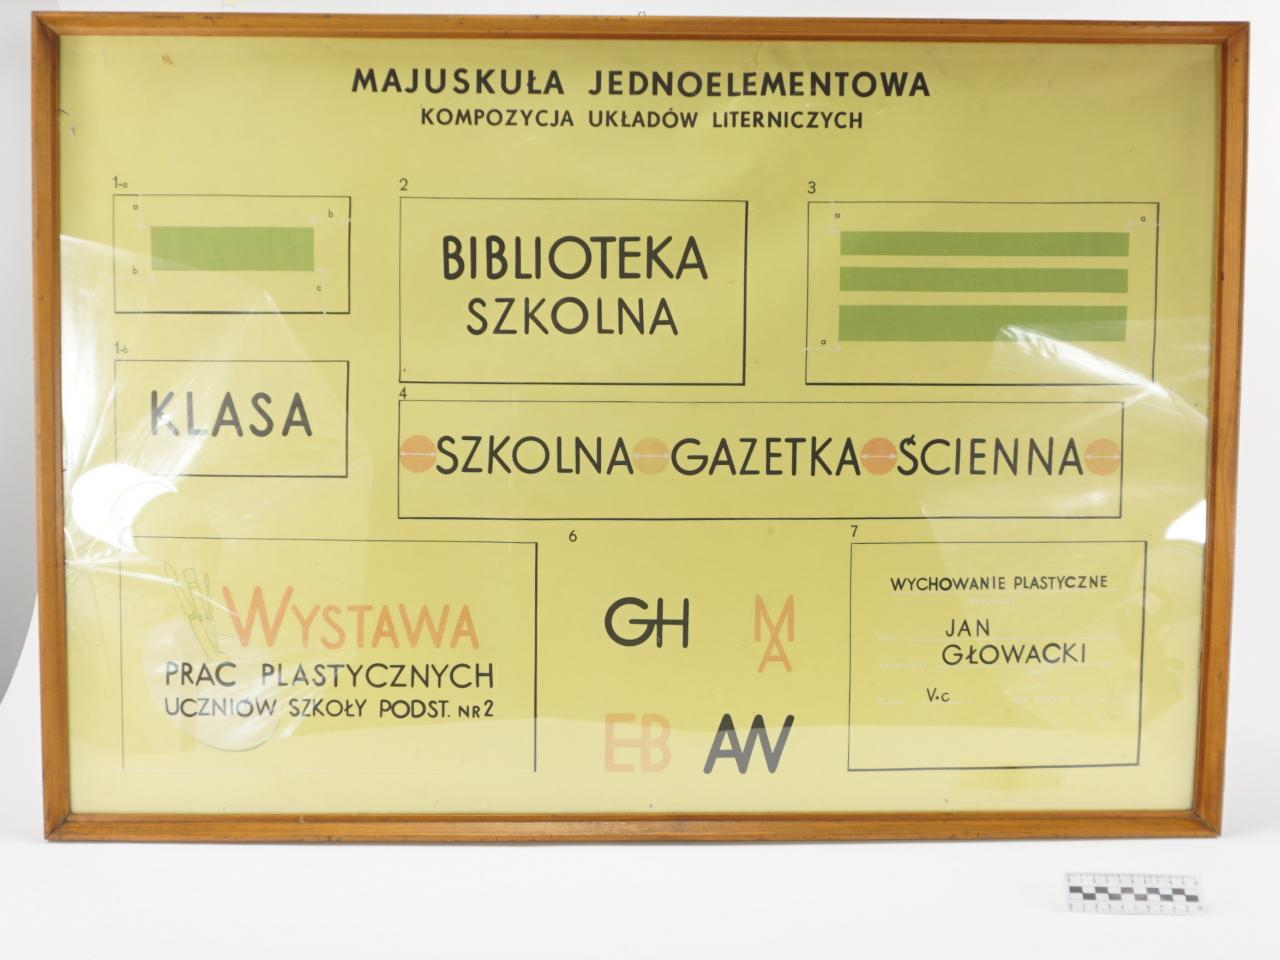 MAJUSKUŁA JEDNOELEMENTOWA
KOMPOZYCJA UKŁADÓW LITERNICZYCH
1-a
a
b
b
c
1-b
KLASA
2
BIBLIOTEKA
SZKOLNA
3
a
a
a
4
SZKOLNA GAZETKA ŚCIENNA
WYSTAWA
PRAC PLASTYCZNYCH
UCZNIÓW SZKOŁY PODST. NR 2
6
GH
MA
EB
AW
7
WYCHOWANIE PLASTYCZNE
JAN
GŁOWACKI
V·c